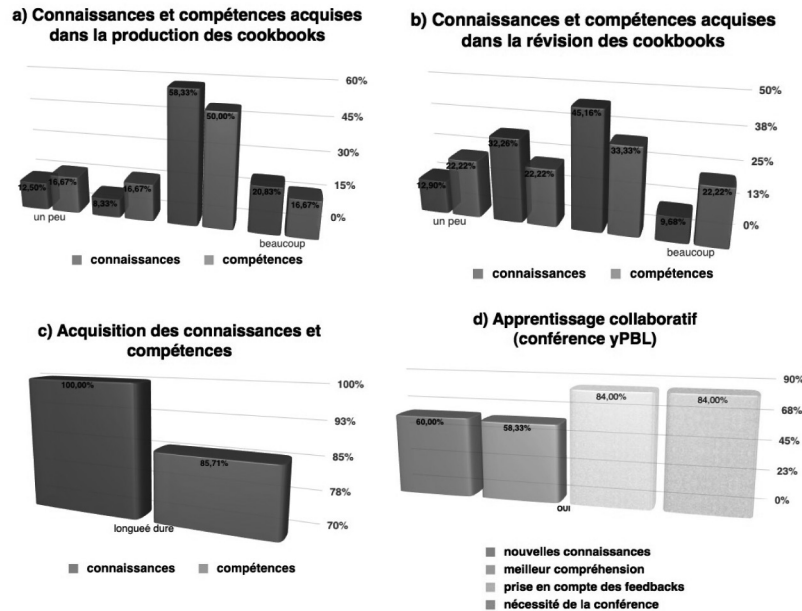 a) Connaissances et compétences acquises
dans la production des cookbooks
60%
45%
30%
15%
0%
58,33%
50,00%
12,50%
16,67%
8,33%
16,67%
20,83%
16,67%
un peu
beaucoup
connaissances compétences
b) Connaissances et compétences acquises
dans la révision des cookbooks
50%
38%
25%
13%
0%
12,90%
22,22%
32,26%
22,22%
45,16%
33,33%
9,68%
22,22%
un peu
beaucoup
connaissances compétences
c) Acquisition des connaissances et
compétences
100%
93%
85%
78%
70%
100,00%
85,71%
longueé duré
connaissances compétences
d) Apprentissage collaboratif
(conférence yPBL)
90%
68%
45%
23%
0%
60,00%
58,33%
84,00%
84,00%
oui
nouvelles connaissances
meilleur compréhension
prise en compte des feedbacks
nécessité de la conférence